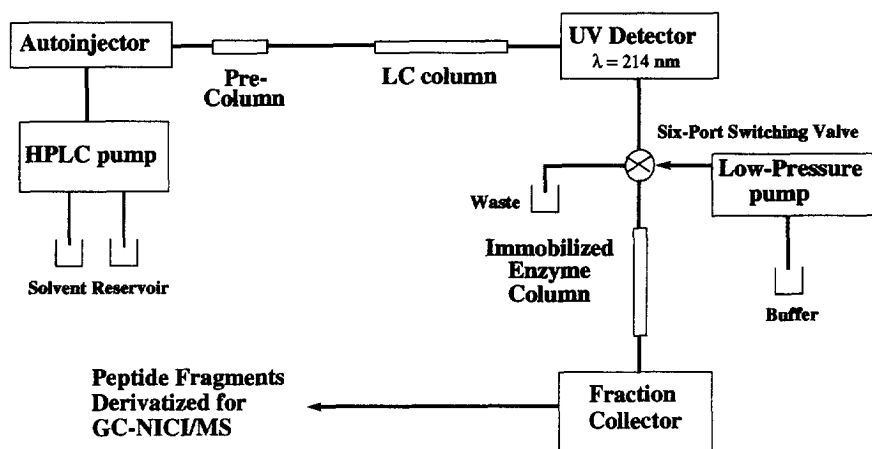 Autoinjector
Pre-
Column
LC column
UV Detector
λ = 214 nm
HPLC pump
Solvent Reservoir
Six-Port Switching Valve
Low-Pressure
pump
Waste
Immobilized
Enzyme
Column
Buffer
Peptide Fragments
Derivatized for
GC-NICI/MS
Fraction
Collector